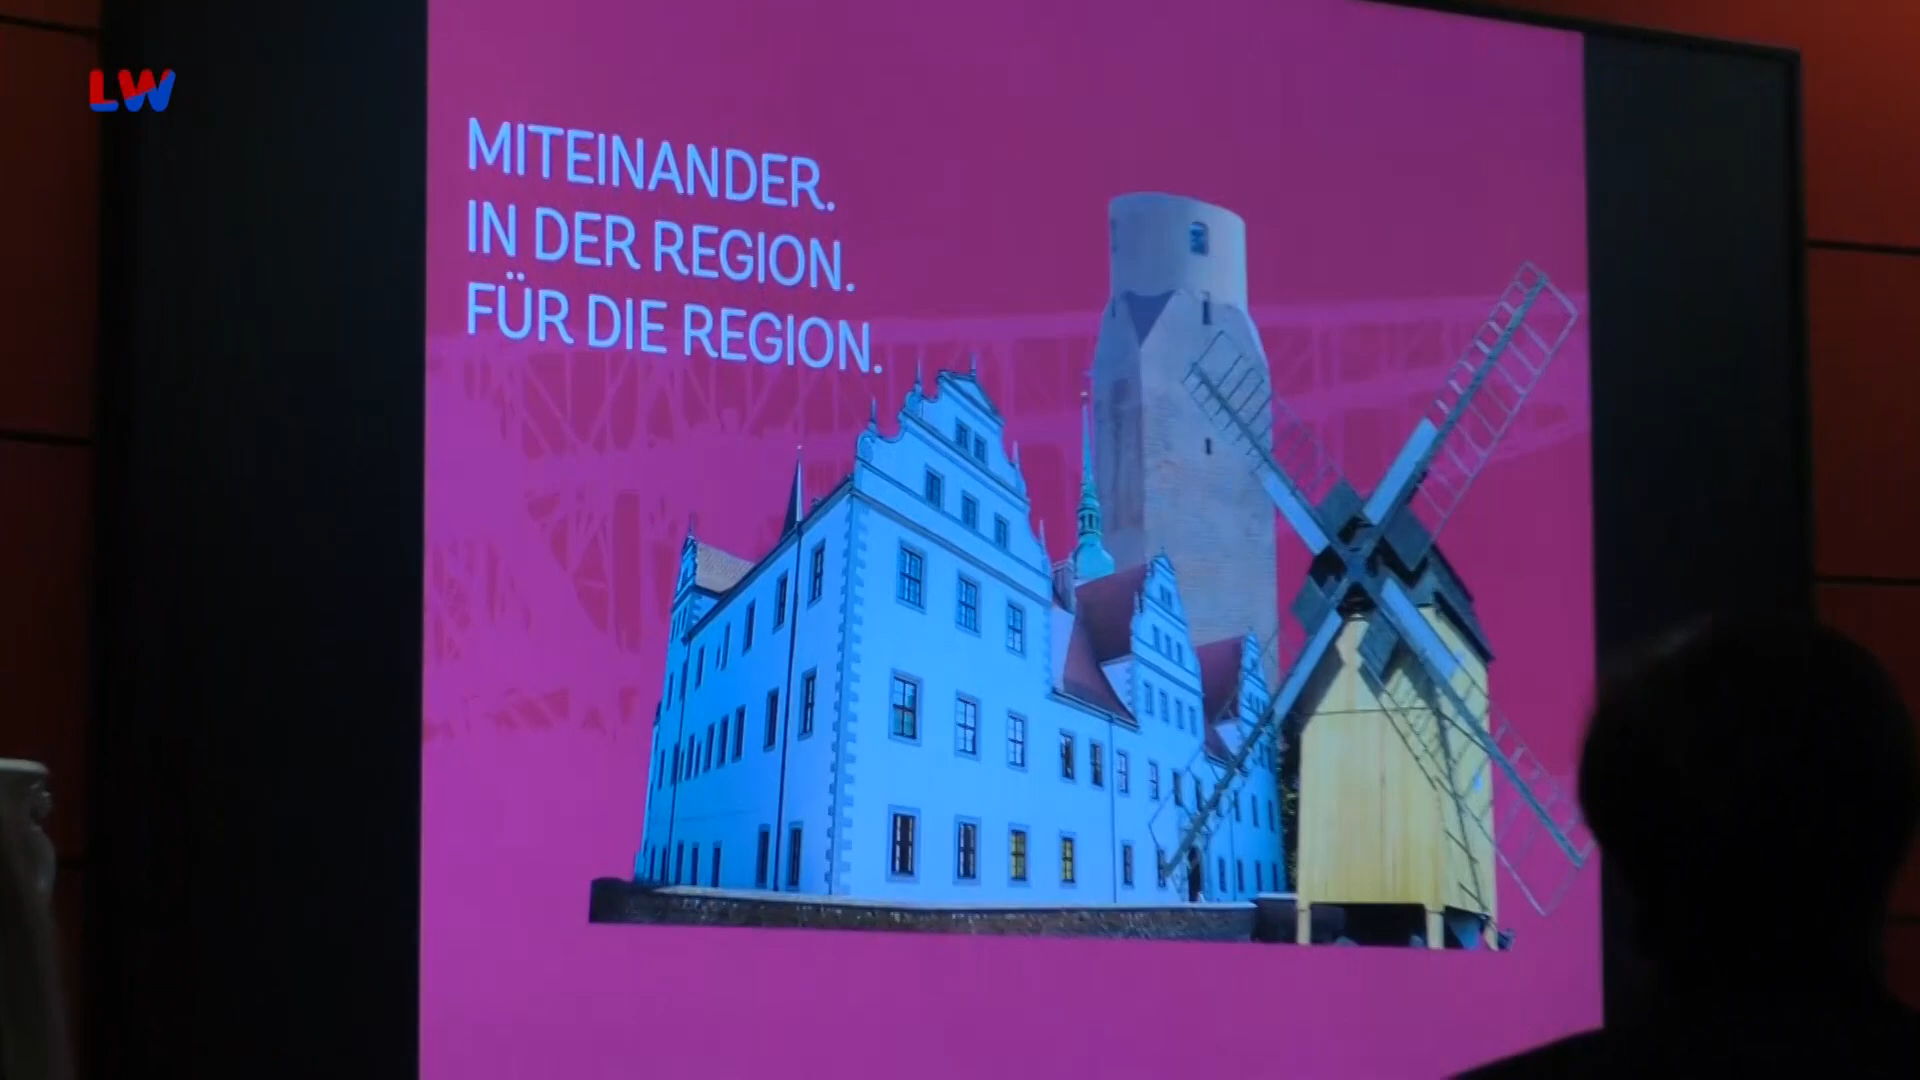 LW
MITEINANDER.
IN DER REGION.
FÜR DIE REGION.